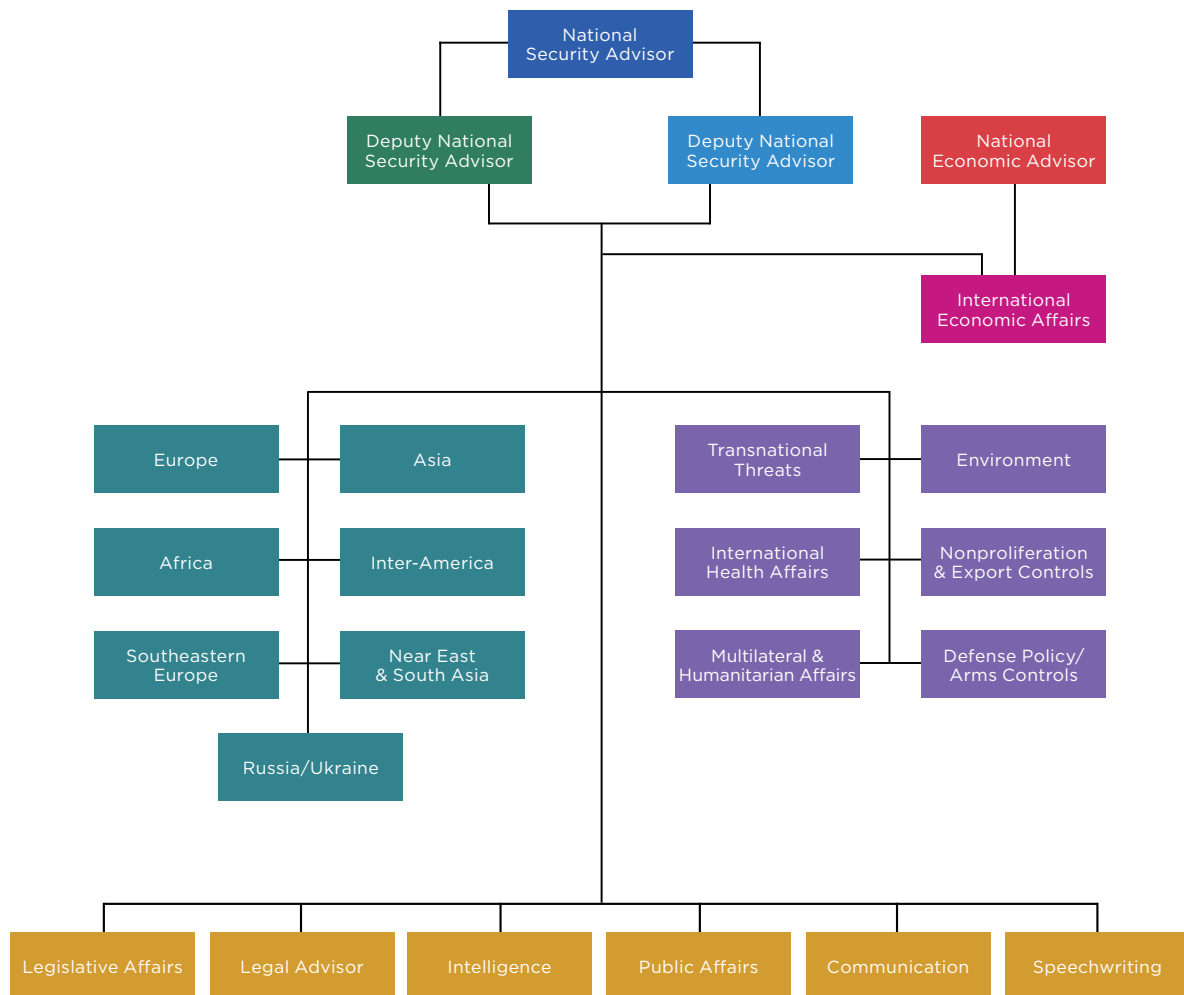 National
Security Advisor
Deputy National
Security Advisor
Deputy National
Security Advisor
National
Economic Advisor
International
Economic Affairs
Europe
Asia
Transnational
Threats
Environment
Africa
Inter-America
International
Health Affairs
Nonproliferation
& Export Controls
Southeastern
Europe
Near East
& South Asia
Multilateral &
Humanitarian Affairs
Defense Policy/
Arms Controls
Russia/Ukraine
Legislative Affairs
Legal Advisor
Intelligence
Public Affairs
Communication
Speechwriting